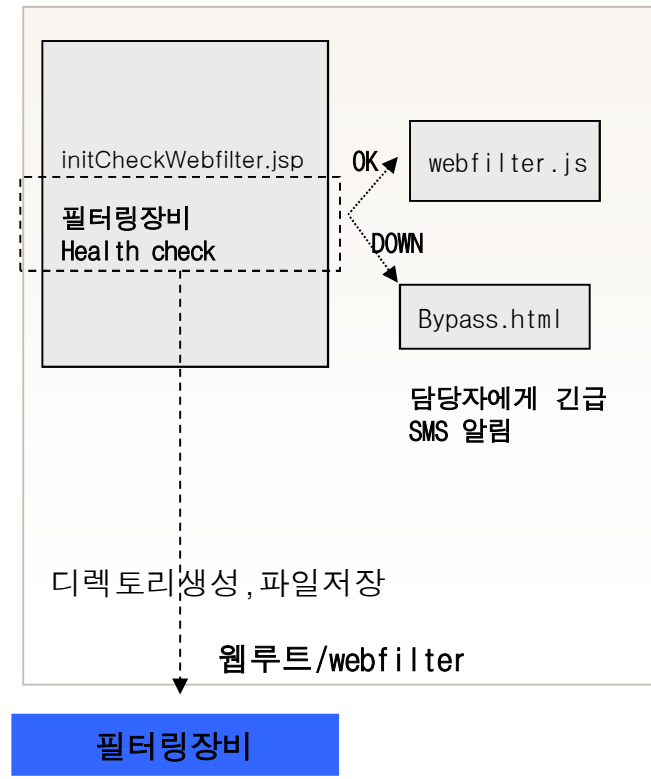 initCheckWebfilter.jsp
필터링장비
Health check
OK
webfilter.js
DOWN
Bypass.html
담당자에게 긴급
SMS 알림
디렉토리생성,파일저장
웹루트/webfilter
필터링장비